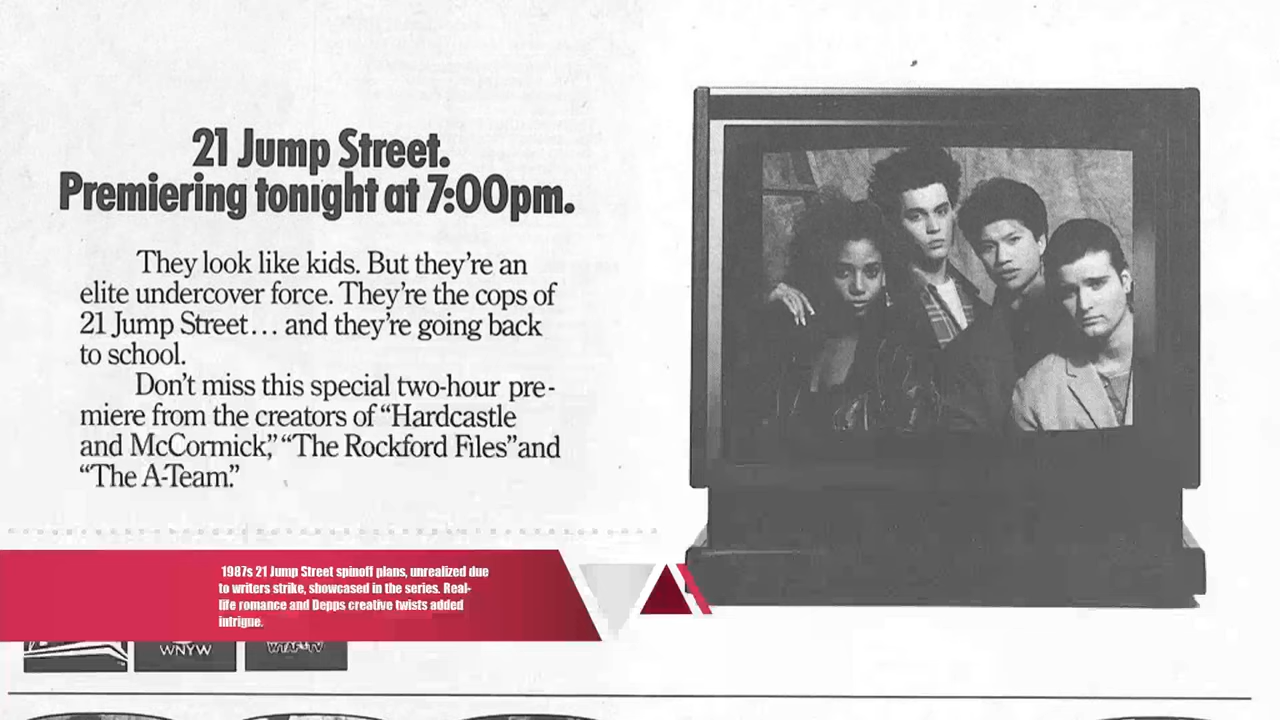 21 Jump Street.
Premiering tonight at 7:00pm.
They look like kids. But they’re an
elite undercover force. They’re the cops of
21 Jump Street… and they’re going back
to school.
Don’t miss this special two-hour pre-
miere from the creators of “Hardcastle
and McCormick,” “The Rockford Files” and
“The A-Team.”
1987s 21 Jump Street spinoff plans, unrealized due
to writers strike, showcased in the series. Real-
life romance and Depps creative twists added
intrigue.
WNYW
WTAF-TV